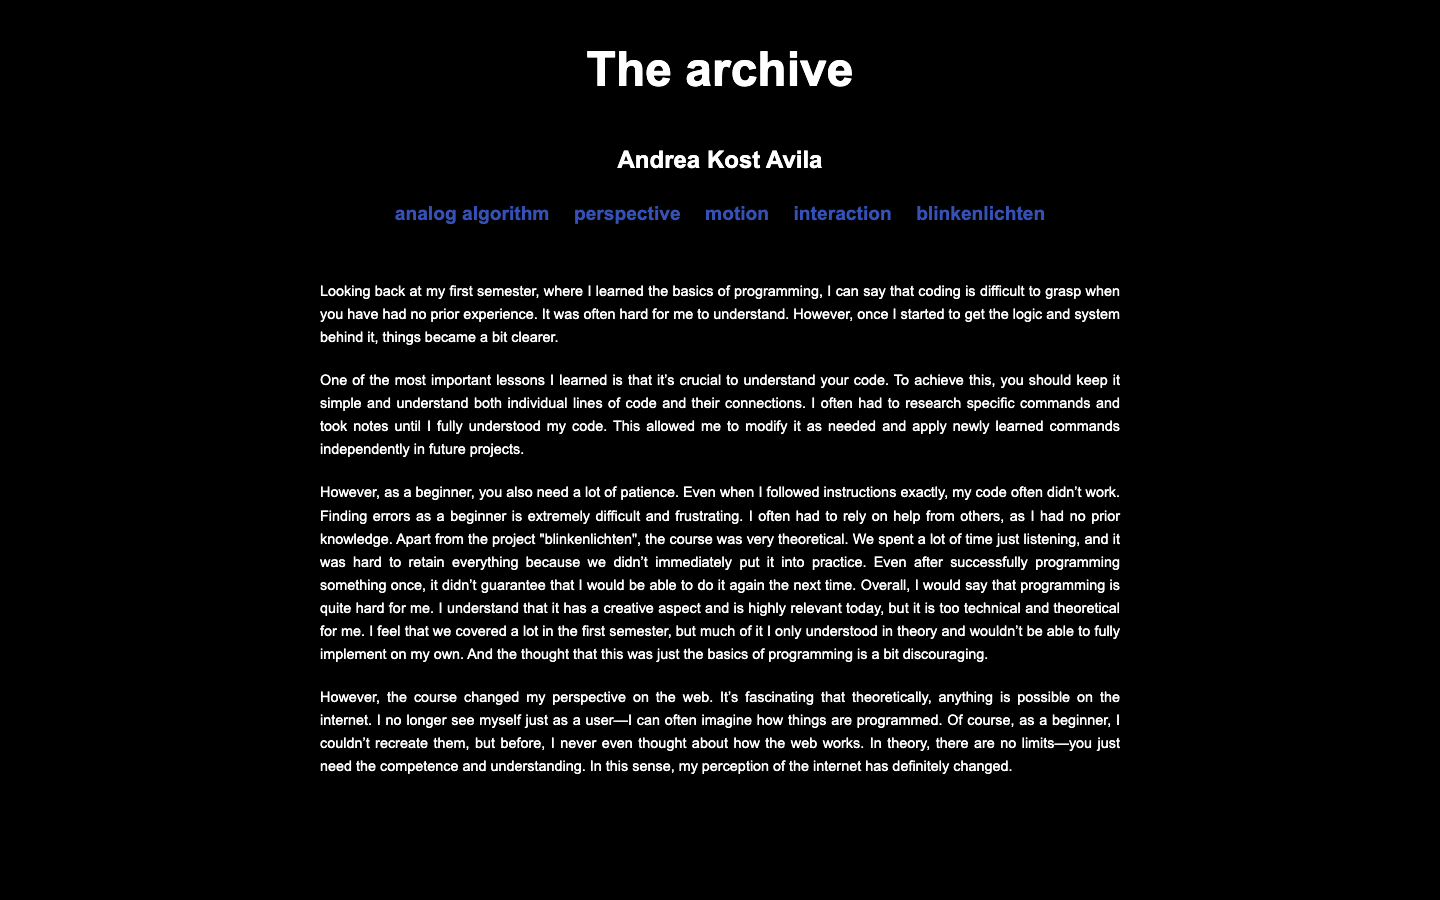 The archive
Andrea Kost Avila
analog algorithm perspective motion interaction blinkenlichten
Looking back at my first semester, where I learned the basics of programming, I can say that coding is difficult to grasp when
you have had no prior experience. It was often hard for me to understand. However, once I started to get the logic and system
behind it, things became a bit clearer.
One of the most important lessons I learned is that it’s crucial to understand your code. To achieve this, you should keep it
simple and understand both individual lines of code and their connections. I often had to research specific commands and
took notes until I fully understood my code. This allowed me to modify it as needed and apply newly learned commands
independently in future projects.
However, as a beginner, you also need a lot of patience. Even when I followed instructions exactly, my code often didn’t work.
Finding errors as a beginner is extremely difficult and frustrating. I often had to rely on help from others, as I had no prior
knowledge. Apart from the project "blinkenlichten", the course was very theoretical. We spent a lot of time just listening, and it
was hard to retain everything because we didn’t immediately put it into practice. Even after successfully programming
something once, it didn’t guarantee that I would be able to do it again the next time. Overall, I would say that programming is
quite hard for me. I understand that it has a creative aspect and is highly relevant today, but it is too technical and theoretical
for me. I feel that we covered a lot in the first semester, but much of it I only understood in theory and wouldn’t be able to fully
implement on my own. And the thought that this was just the basics of programming is a bit discouraging.
However, the course changed my perspective on the web. It’s fascinating that theoretically, anything is possible on the
internet. I no longer see myself just as a user—I can often imagine how things are programmed. Of course, as a beginner, I
couldn’t recreate them, but before, I never even thought about how the web works. In theory, there are no limits—you just
need the competence and understanding. In this sense, my perception of the internet has definitely changed.